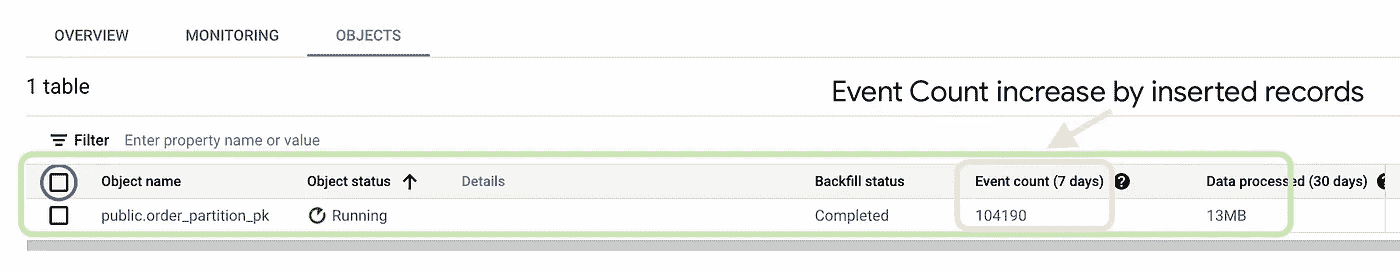 OVERVIEW MONITORING OBJECTS
1 table
Event Count increase by inserted records
Filter Enter property name or value
Object name Object status Details Backfill status Event count (7 days) Data processed (30 days)
public.order_partition_pk Running Completed 104190 13MB